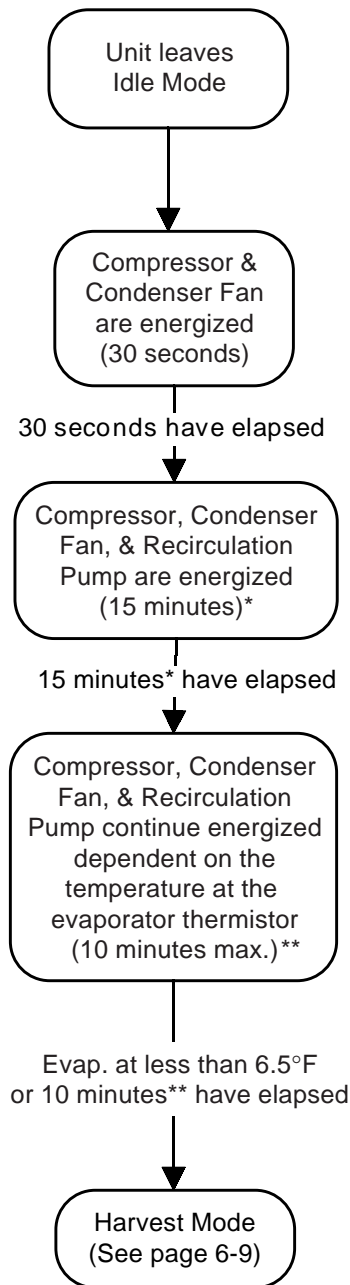 Unit leaves
Idle Mode
Compressor &
Condenser Fan
are energized
(30 seconds)
30 seconds have elapsed
Compressor, Condenser
Fan, & Recirculation
Pump are energized
(15 minutes)*
15 minutes* have elapsed
Compressor, Condenser
Fan, & Recirculation
Pump continue energized
dependent on the
temperature at the
evaporator thermistor
(10 minutes max.)**
Evap. at less than 6.5°F
or 10 minutes** have elapsed
Harvest Mode
(See page 6-9)